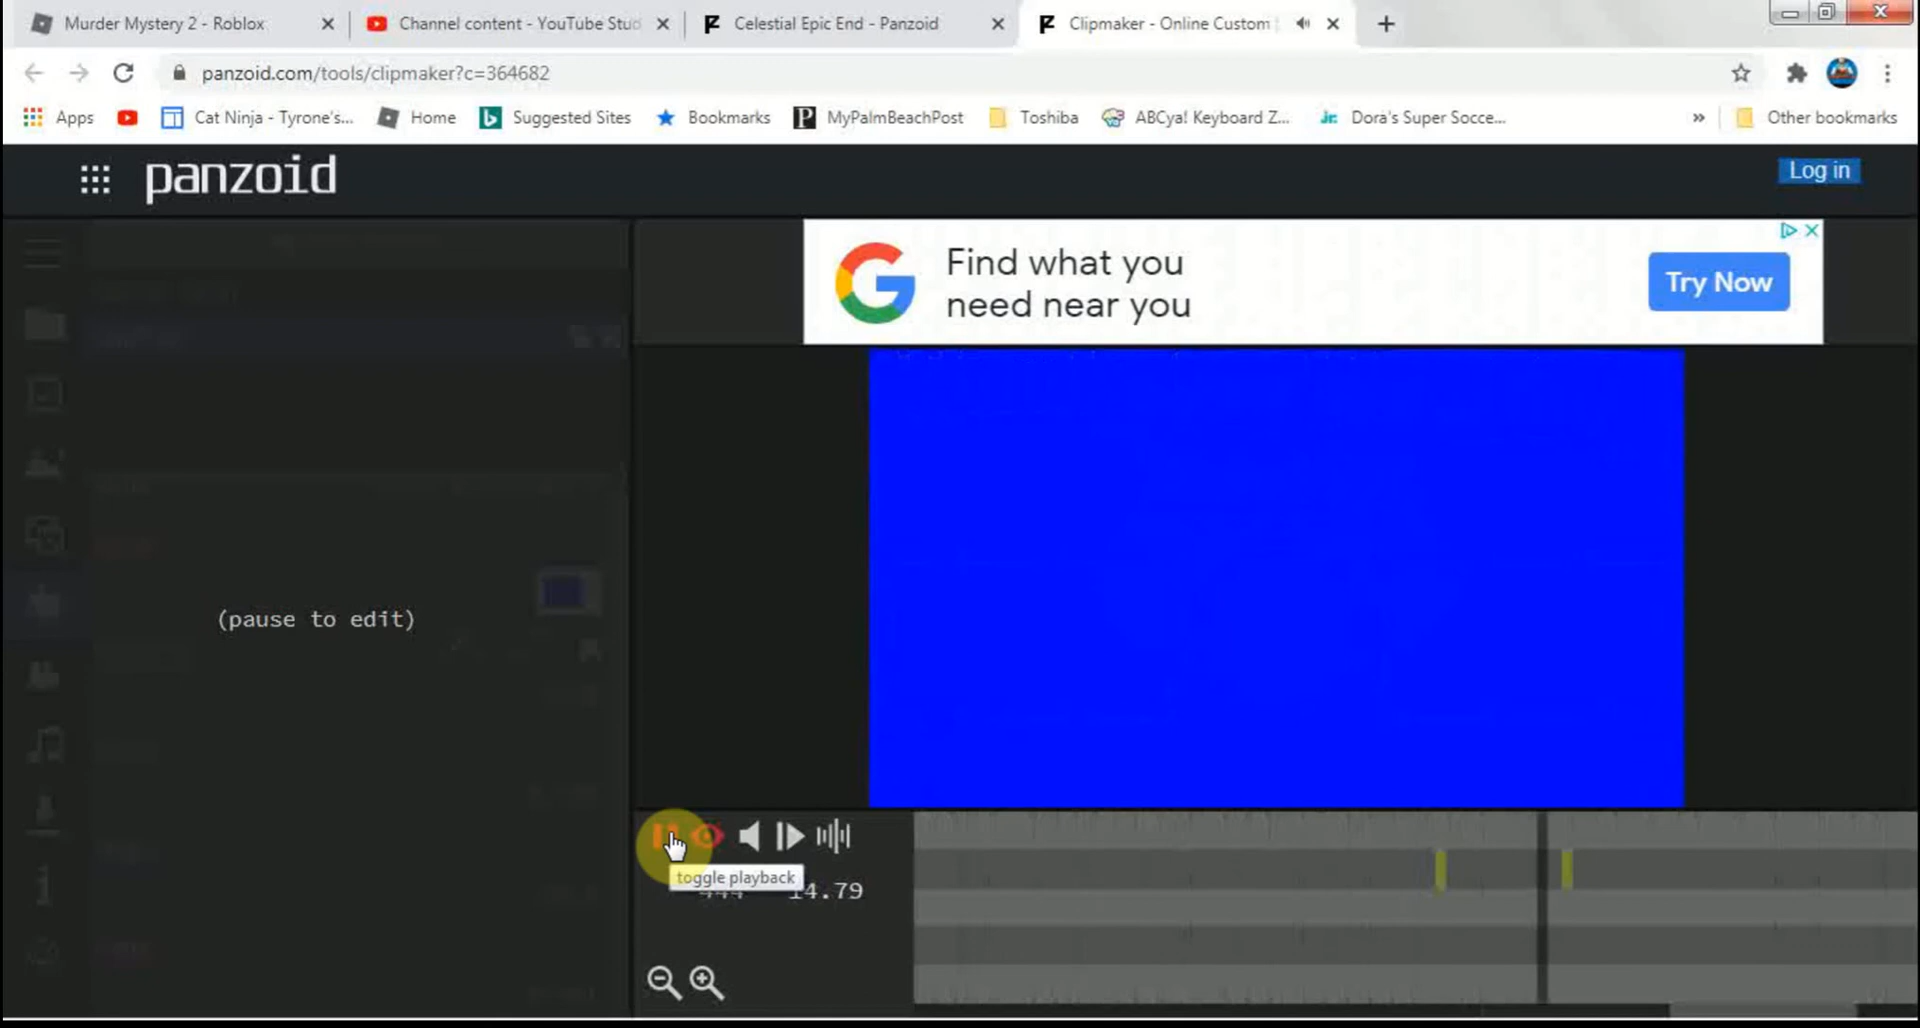 Murder Mystery 2 - Roblox
Channel content - YouTube Stud
Celestial Epic End - Panzoid
Clipmaker - Online Custom
panzoid.com/tools/clipmaker?c=364682
Apps
Cat Ninja - Tyrone's...
Home
Suggested Sites
Bookmarks
MyPalmBeachPost
Toshiba
ABCya! Keyboard Z...
Dora's Super Socce...
»
Other bookmarks
panzoid
Log in
Find what you
need near you
Try Now
(pause to edit)
toggle playback
444 14.79